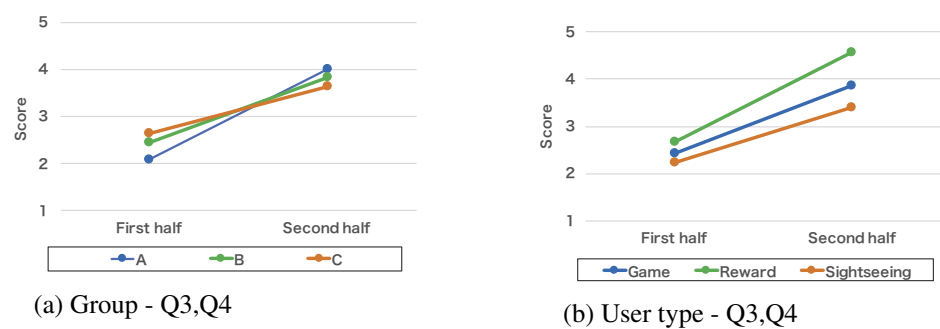 5
4
3
2
1
Score
First half Second half
A B C
(a) Group - Q3,Q4
5
4
3
2
1
Score
First half Second half
Game Reward Sightseeing
(b) User type - Q3,Q4